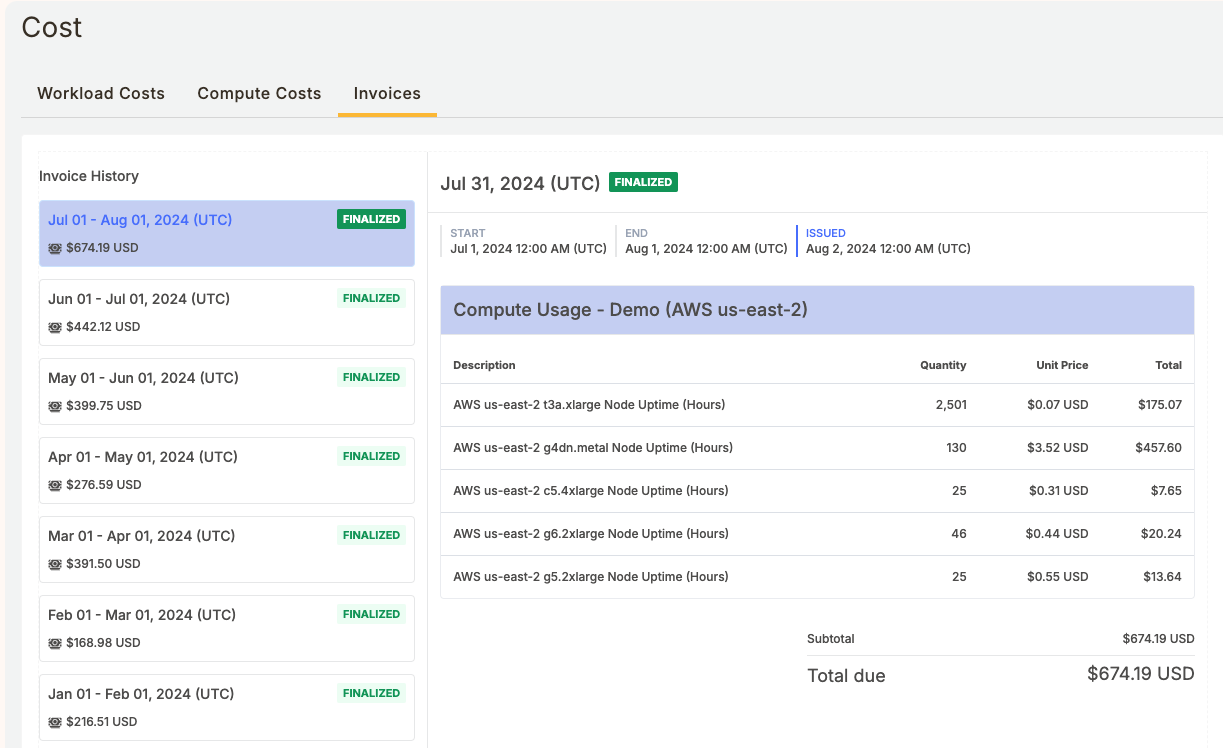 Cost
Workload Costs Compute Costs Invoices
Invoice History
Jul 01 - Aug 01, 2024 (UTC) FINALIZED
$674.19 USD
Jun 01 - Jul 01, 2024 (UTC) FINALIZED
$442.12 USD
May 01 - Jun 01, 2024 (UTC) FINALIZED
$399.75 USD
Apr 01 - May 01, 2024 (UTC) FINALIZED
$276.59 USD
Mar 01 - Apr 01, 2024 (UTC) FINALIZED
$391.50 USD
Feb 01 - Mar 01, 2024 (UTC) FINALIZED
$168.98 USD
Jan 01 - Feb 01, 2024 (UTC) FINALIZED
$216.51 USD
Jul 31, 2024 (UTC) FINALIZED
START END ISSUED
Jul 1, 2024 12:00 AM (UTC) Aug 1, 2024 12:00 AM (UTC) Aug 2, 2024 12:00 AM (UTC)
Compute Usage - Demo (AWS us-east-2)
Description Quantity Unit Price Total
AWS us-east-2 t3a.xlarge Node Uptime (Hours) 2,501 $0.07 USD $175.07
AWS us-east-2 g4dn.metal Node Uptime (Hours) 130 $3.52 USD $457.60
AWS us-east-2 c5.4xlarge Node Uptime (Hours) 25 $0.31 USD $7.65
AWS us-east-2 g6.2xlarge Node Uptime (Hours) 46 $0.44 USD $20.24
AWS us-east-2 g5.2xlarge Node Uptime (Hours) 25 $0.55 USD $13.64
Subtotal $674.19 USD
Total due $674.19 USD